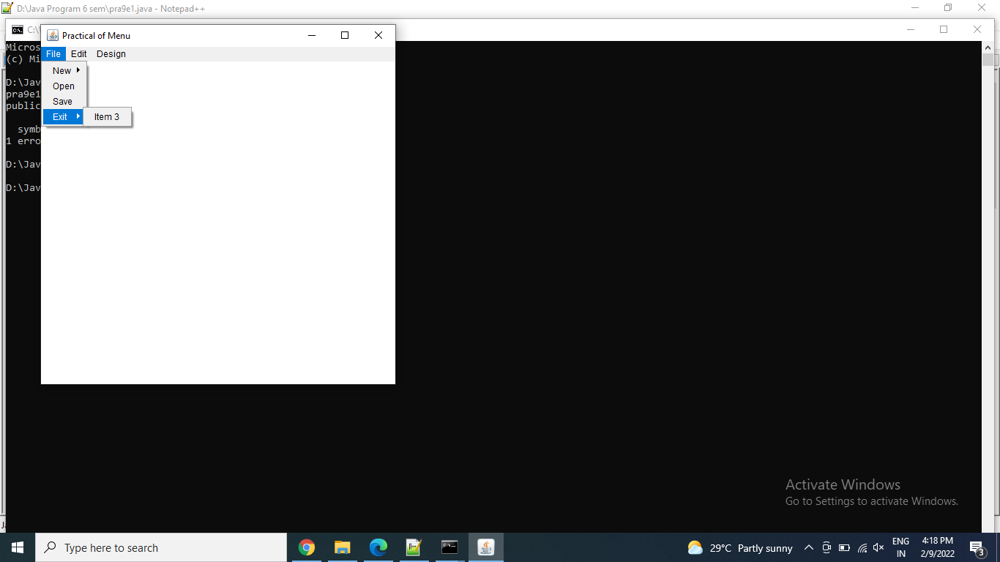 D:\Java Program 6 sem\pra9e1.java - Notepad++
C:\
Practical of Menu
File Edit Design
New
Open
Save
Exit Item 3
Micros
(c) Mi
D:\Jav
pra9e1
public
symb
1 erro
D:\Jav
D:\Jav
Activate Windows
Go to Settings to activate Windows.
Type here to search
29°C Partly sunny
ENG
IN
4:18 PM
2/9/2022
3